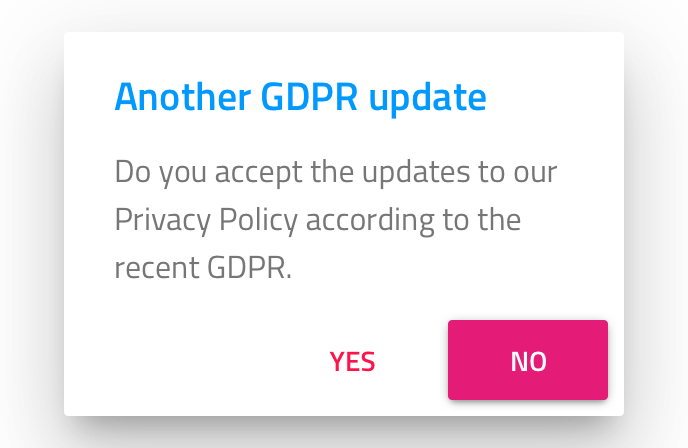 Another GDPR update
Do you accept the updates to our
Privacy Policy according to the
recent GDPR.
YES NO